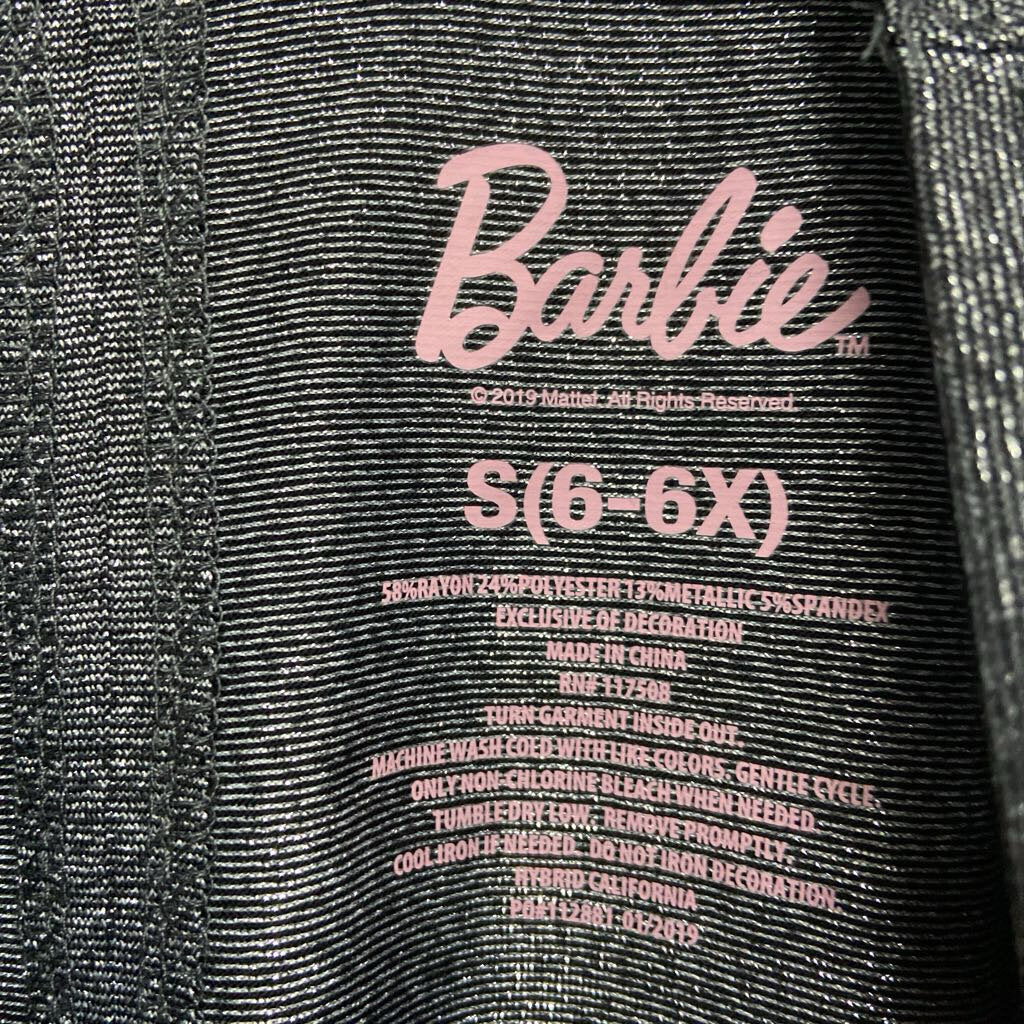 Barbie™
© 2019 Mattel. All Rights Reserved.
S(6-6X)
58%RAYON 24%POLYESTER 13%METALLIC 5%SPANDEX
EXCLUSIVE OF DECORATION
MADE IN CHINA
RN# 117508
TURN GARMENT INSIDE OUT.
MACHINE WASH COLD WITH LIKE COLORS. GENTLE CYCLE.
ONLY NON-CHLORINE BLEACH WHEN NEEDED.
TUMBLE DRY LOW. REMOVE PROMPTLY.
COOL IRON IF NEEDED. DO NOT IRON DECORATION.
HYBRID CALIFORNIA
PO#112881 01/2019